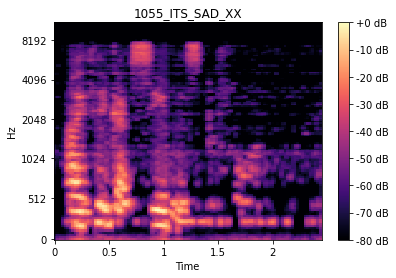 1055_ITS_SAD_XX
+0 dB
8192
-10 dB
4096
-20 dB
-30 dB
2048
Hz
-40 dB
1024
-50 dB
512
-60 dB
-70 dB
0
-80 dB
0 0.5 1 1.5 2
Time